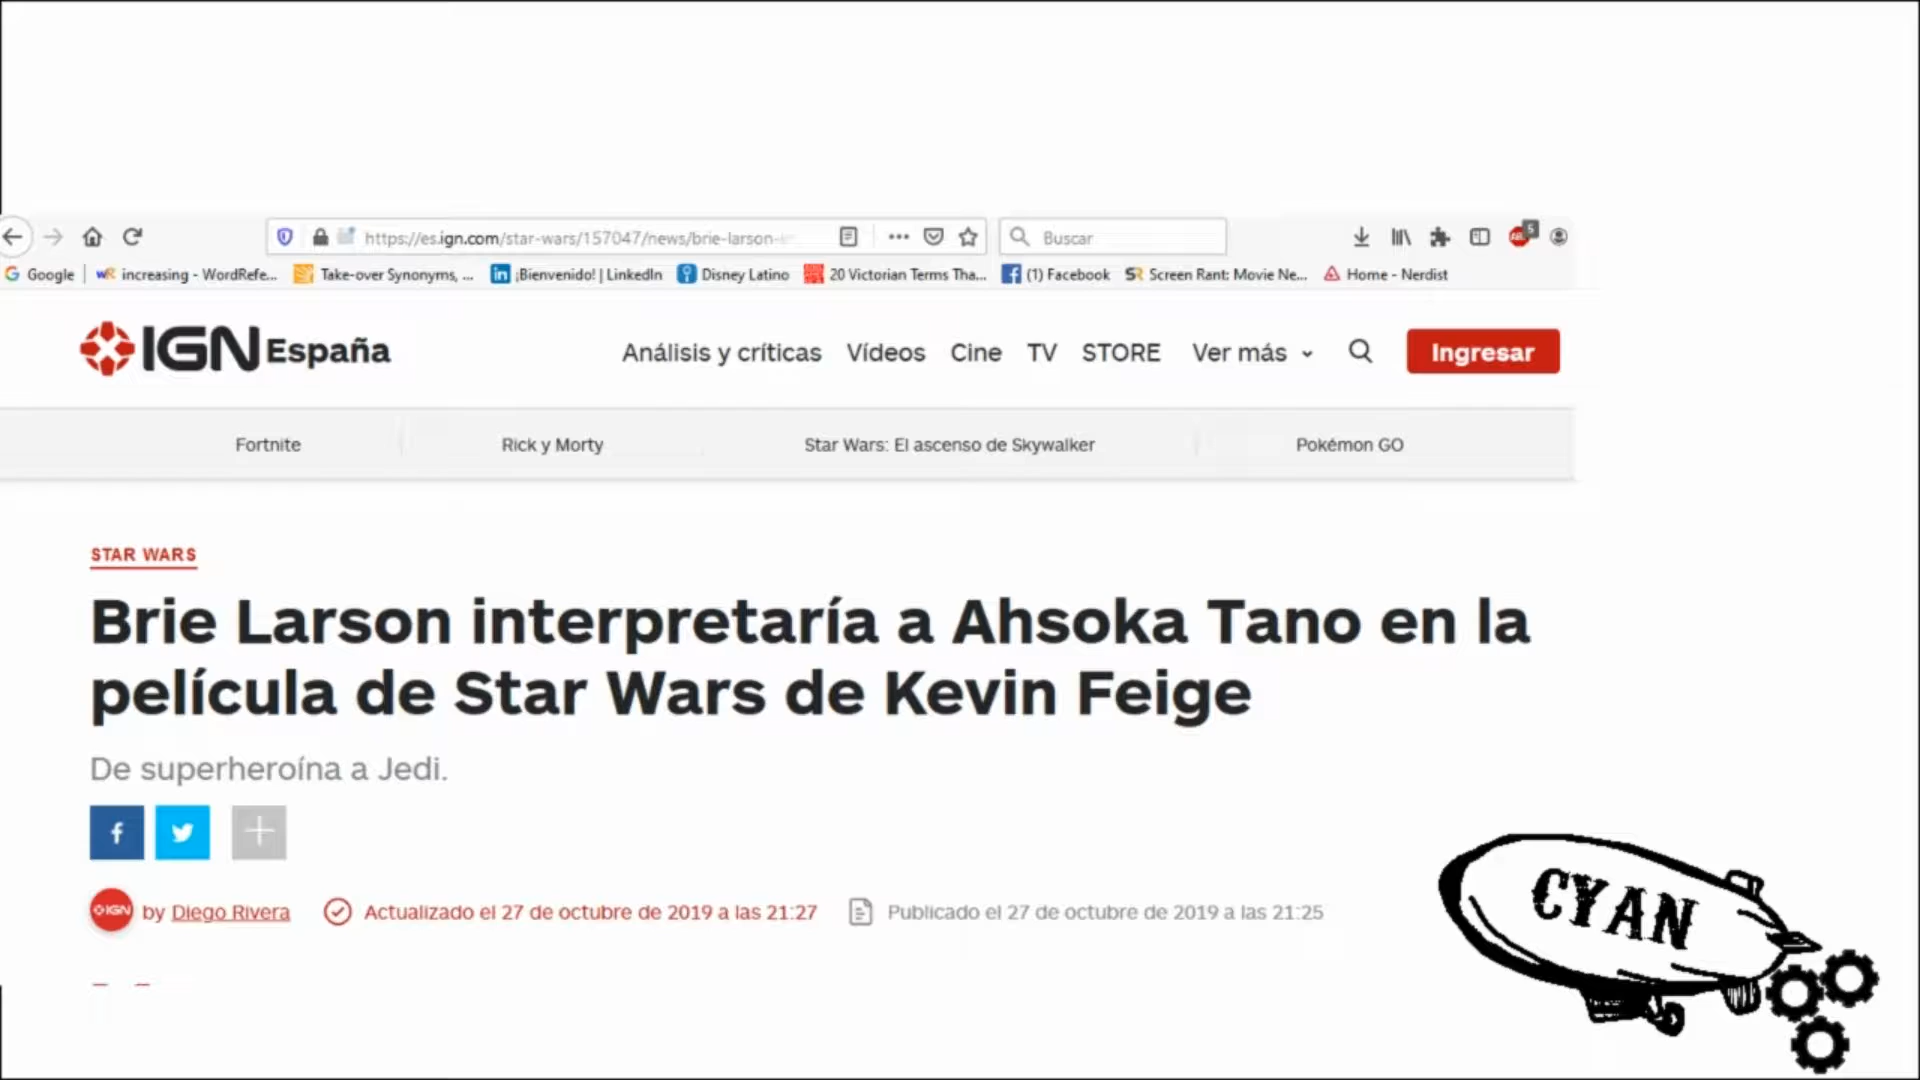 https://es.ign.com/star-wars/157047/news/brie-larson-
Buscar
5
Google
increasing - WordRefe...
Take-over Synonyms, ...
¡Bienvenido! | LinkedIn
Disney Latino
20 Victorian Terms Tha...
(1) Facebook
Screen Rant: Movie Ne...
Home - Nerdist
IGN España
Análisis y críticas
Vídeos
Cine
TV
STORE
Ver más
Ingresar
Fortnite
Rick y Morty
Star Wars: El ascenso de Skywalker
Pokémon GO
STAR WARS
Brie Larson interpretaría a Ahsoka Tano en la
película de Star Wars de Kevin Feige
De superheroína a Jedi.
IGN
by Diego Rivera
Actualizado el 27 de octubre de 2019 a las 21:27
Publicado el 27 de octubre de 2019 a las 21:25
CYAN